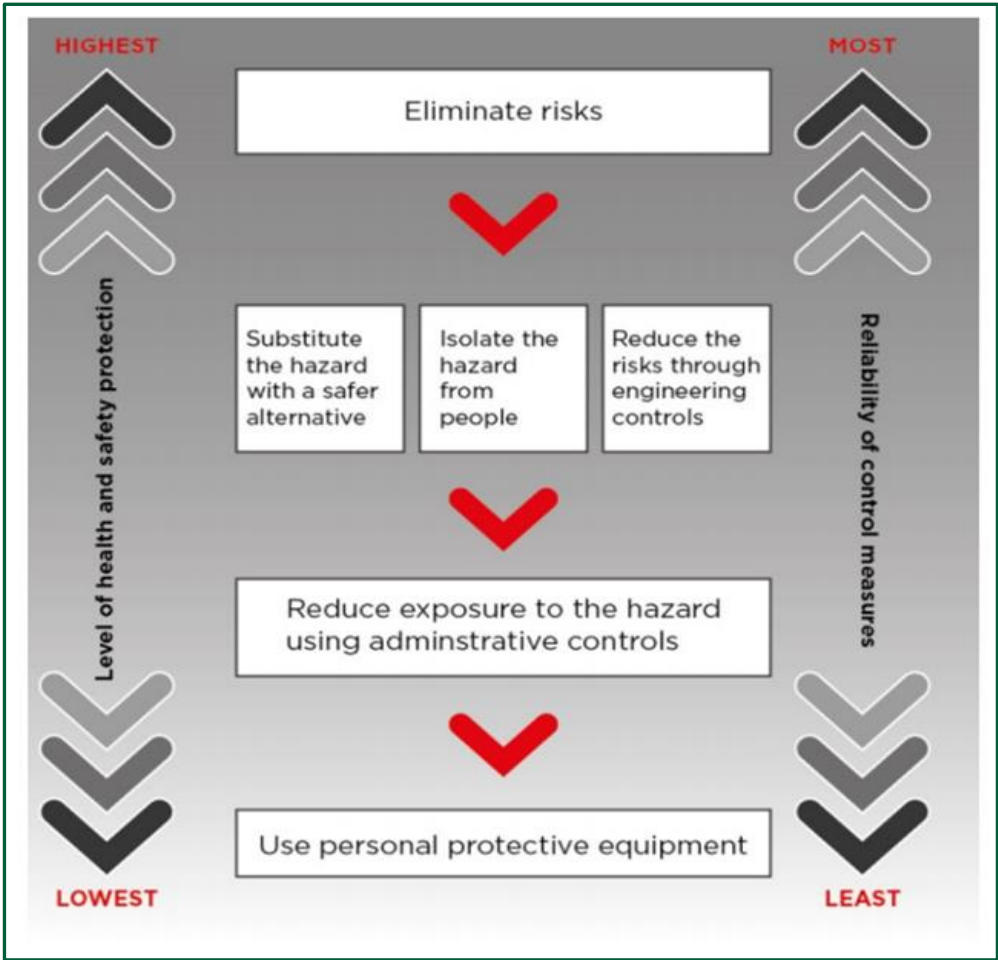 HIGHEST
MOST
Eliminate risks
Substitute
the hazard
with a safer
alternative
Isolate the
hazard
from
people
Reduce the
risks through
engineering
controls
Level of health and safety protection
Reliability of control measures
Reduce exposure to the hazard
using adminstrative controls
Use personal protective equipment
LOWEST
LEAST